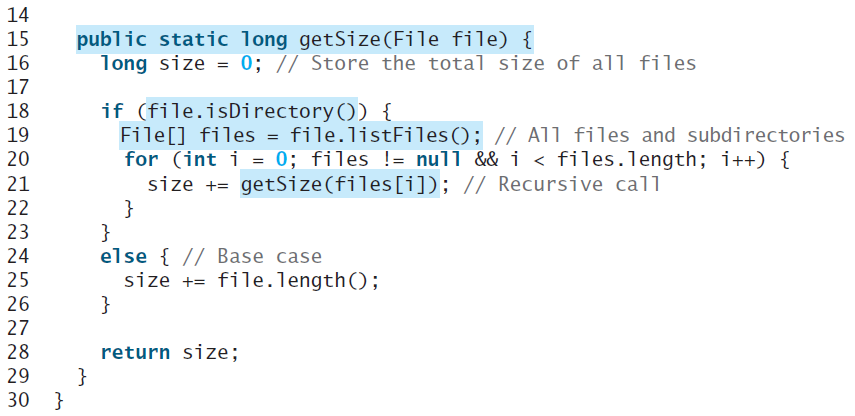 14
15 public static long getSize(File file) {
16 long size = 0; // Store the total size of all files
17
18 if (file.isDirectory()) {
19 File[] files = file.listFiles(); // All files and subdirectories
20 for (int i = 0; files != null && i < files.length; i++) {
21 size += getSize(files[i]); // Recursive call
22 }
23 }
24 else { // Base case
25 size += file.length();
26 }
27
28 return size;
29 }
30 }